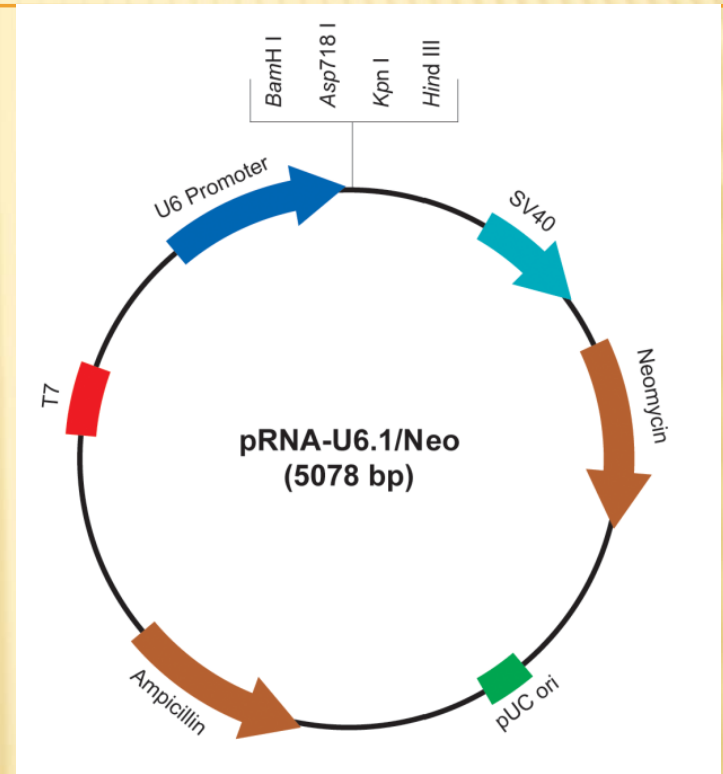 BamH I
Asp718 I
Kpn I
Hind III
U6 Promoter
SV40
Neomycin
T7
pRNA-U6.1/Neo
(5078 bp)
Ampicillin
pUC ori